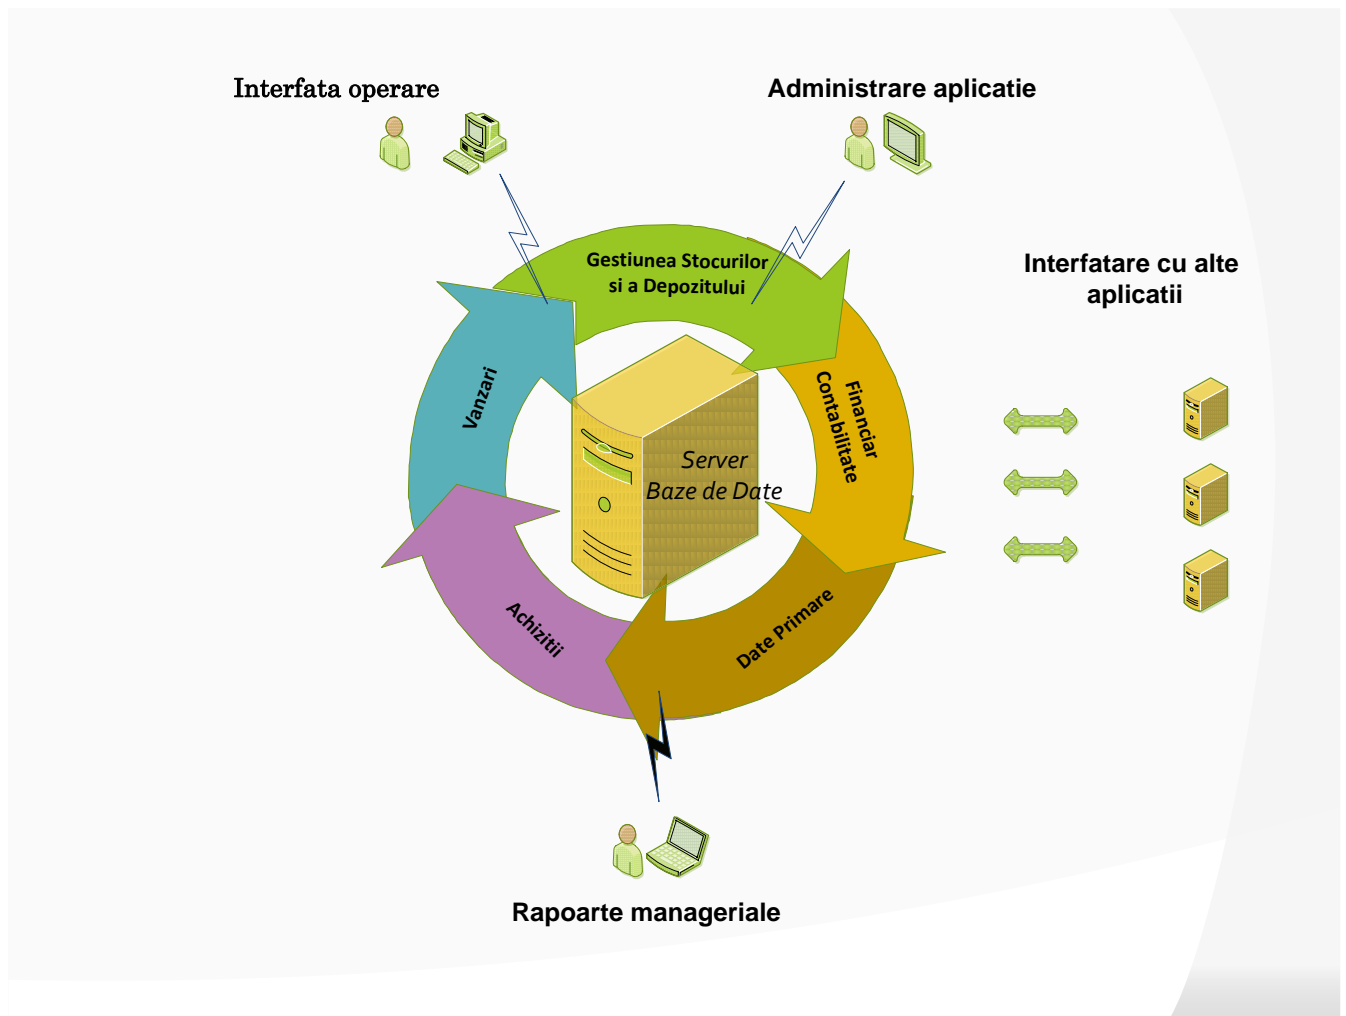 Interfata operare
Administrare aplicatie
Gestiunea Stocurilor
si a Depozitului
Interfatare cu alte
aplicatii
Vanzari
Financiar
Contabilitate
Server
Baze de Date
Achizitii
Date Primare
Rapoarte manageriale